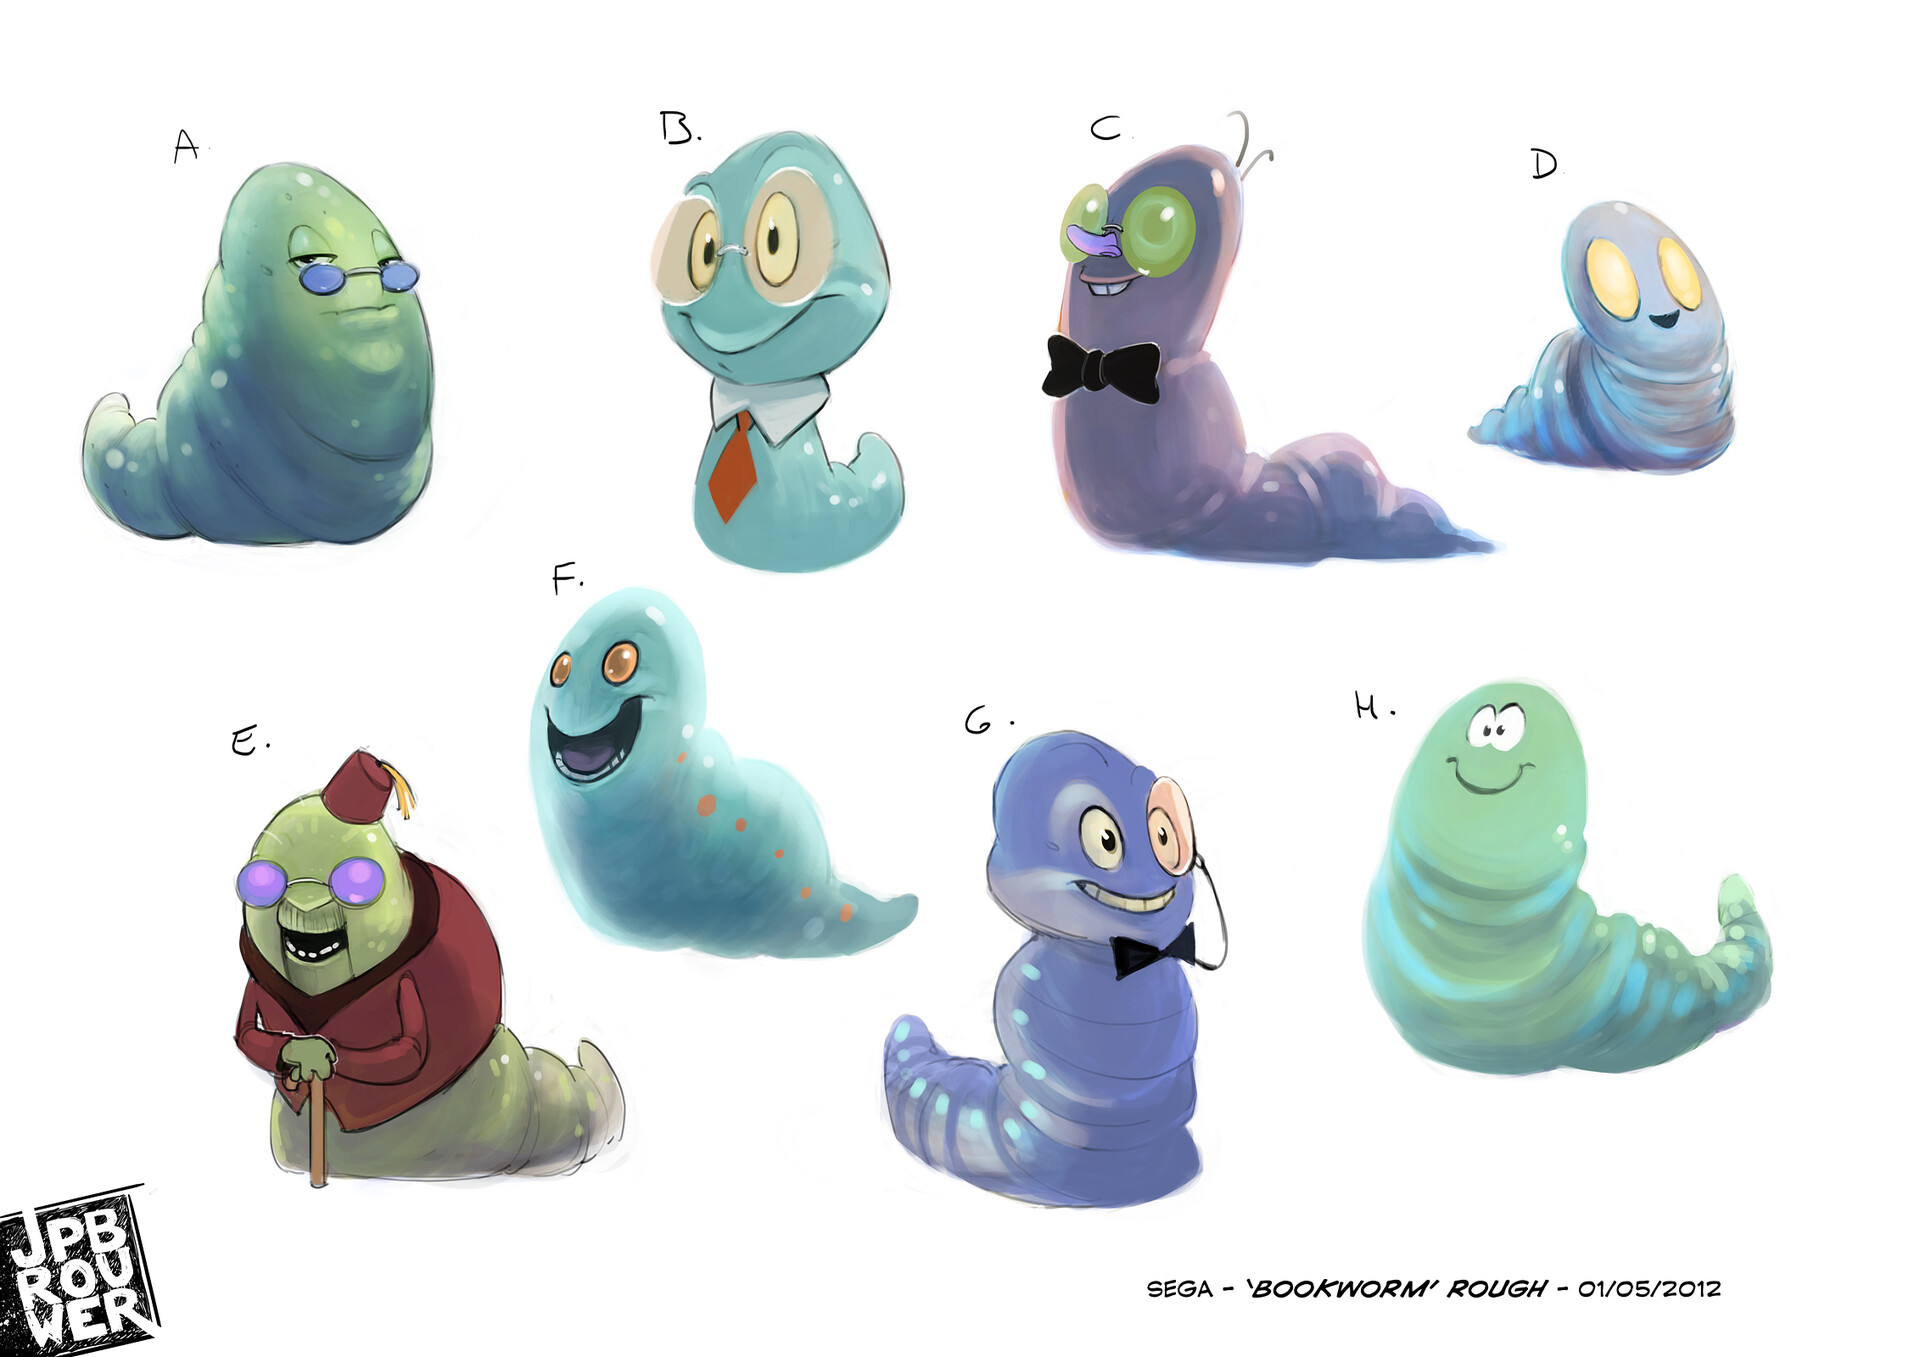 A.
B.
C.
D.
F.
E.
G.
H.
JPB
ROU
WER
SEGA - 'BOOKWORM' ROUGH - 01/05/2012